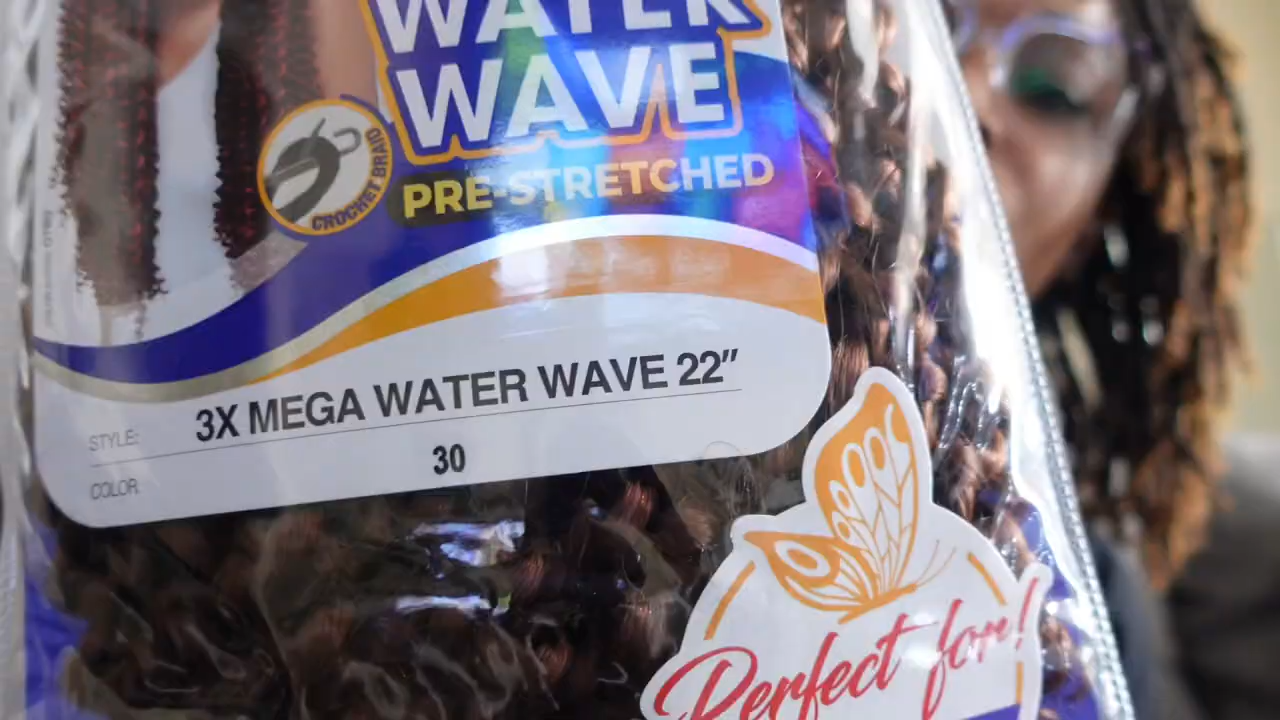 WATER
WAVE
PRE-STRETCHED
CROCHET BRAID
STYLE: 3X MEGA WATER WAVE 22"
COLOR 30
Perfect for!